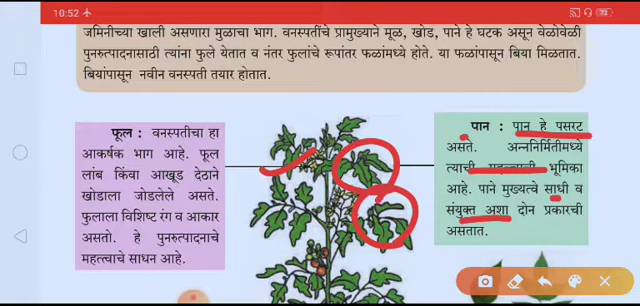 10:52
जमिनीच्या खाली असणारा मुळाचा भाग. वनस्पतींचे प्रामुख्याने मूळ, खोड, पाने हे घटक असून वेळोवेळी
पुनरुत्पादनासाठी त्यांना फुले येतात व नंतर फुलांचे रूपांतर फळांमध्ये होते. या फळांपासून बिया मिळतात.
बियांपासून नवीन वनस्पती तयार होतात.
फूल : वनस्पतीचा हा
आकर्षक भाग आहे. फूल
लांब किंवा आखूड देठाने
खोडाला जोडलेले असते.
फुलाला विशिष्ट रंग व आकार
असतो. हे पुनरुत्पादनाचे
महत्त्वाचे साधन आहे.
पान : पान हे पसरट
असते. अन्ननिर्मितीमध्ये
त्याची महत्त्वाची भूमिका
आहे. पाने मुख्यत्वे साधी व
संयुक्त अशा दोन प्रकारची
असतात.